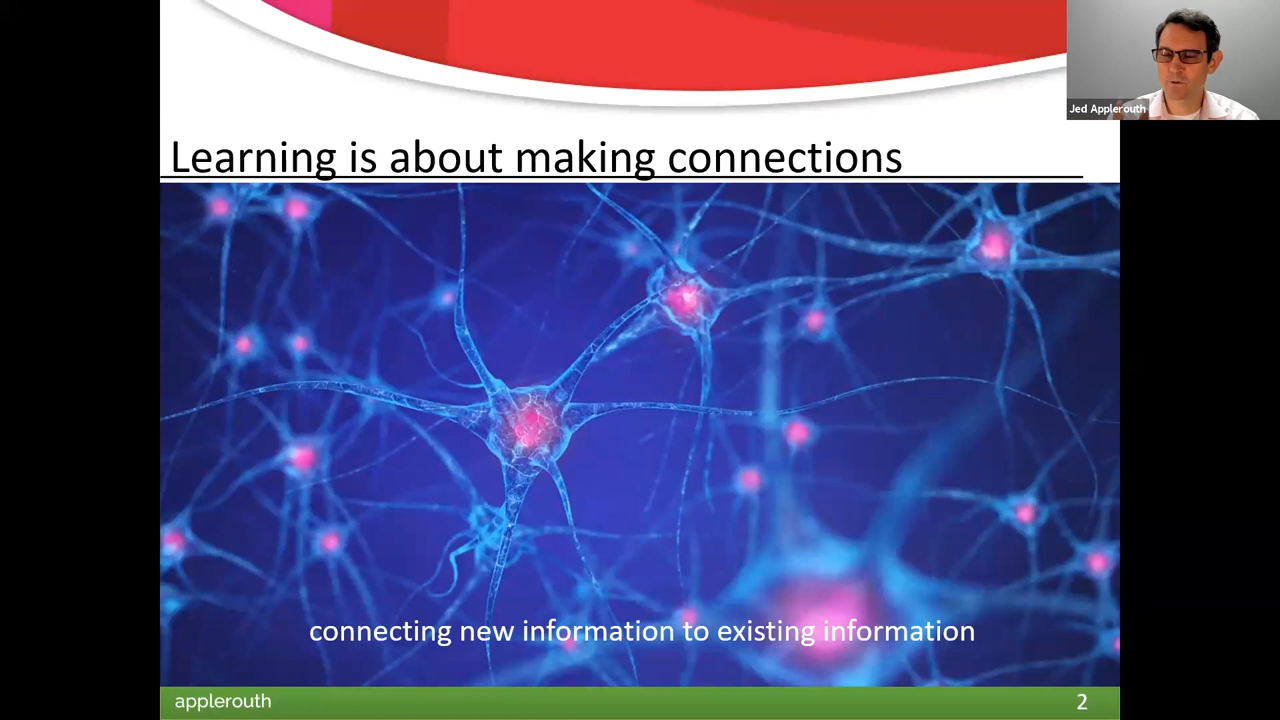 Jed Applerouth
Learning is about making connections
connecting new information to existing information
applerouth
2